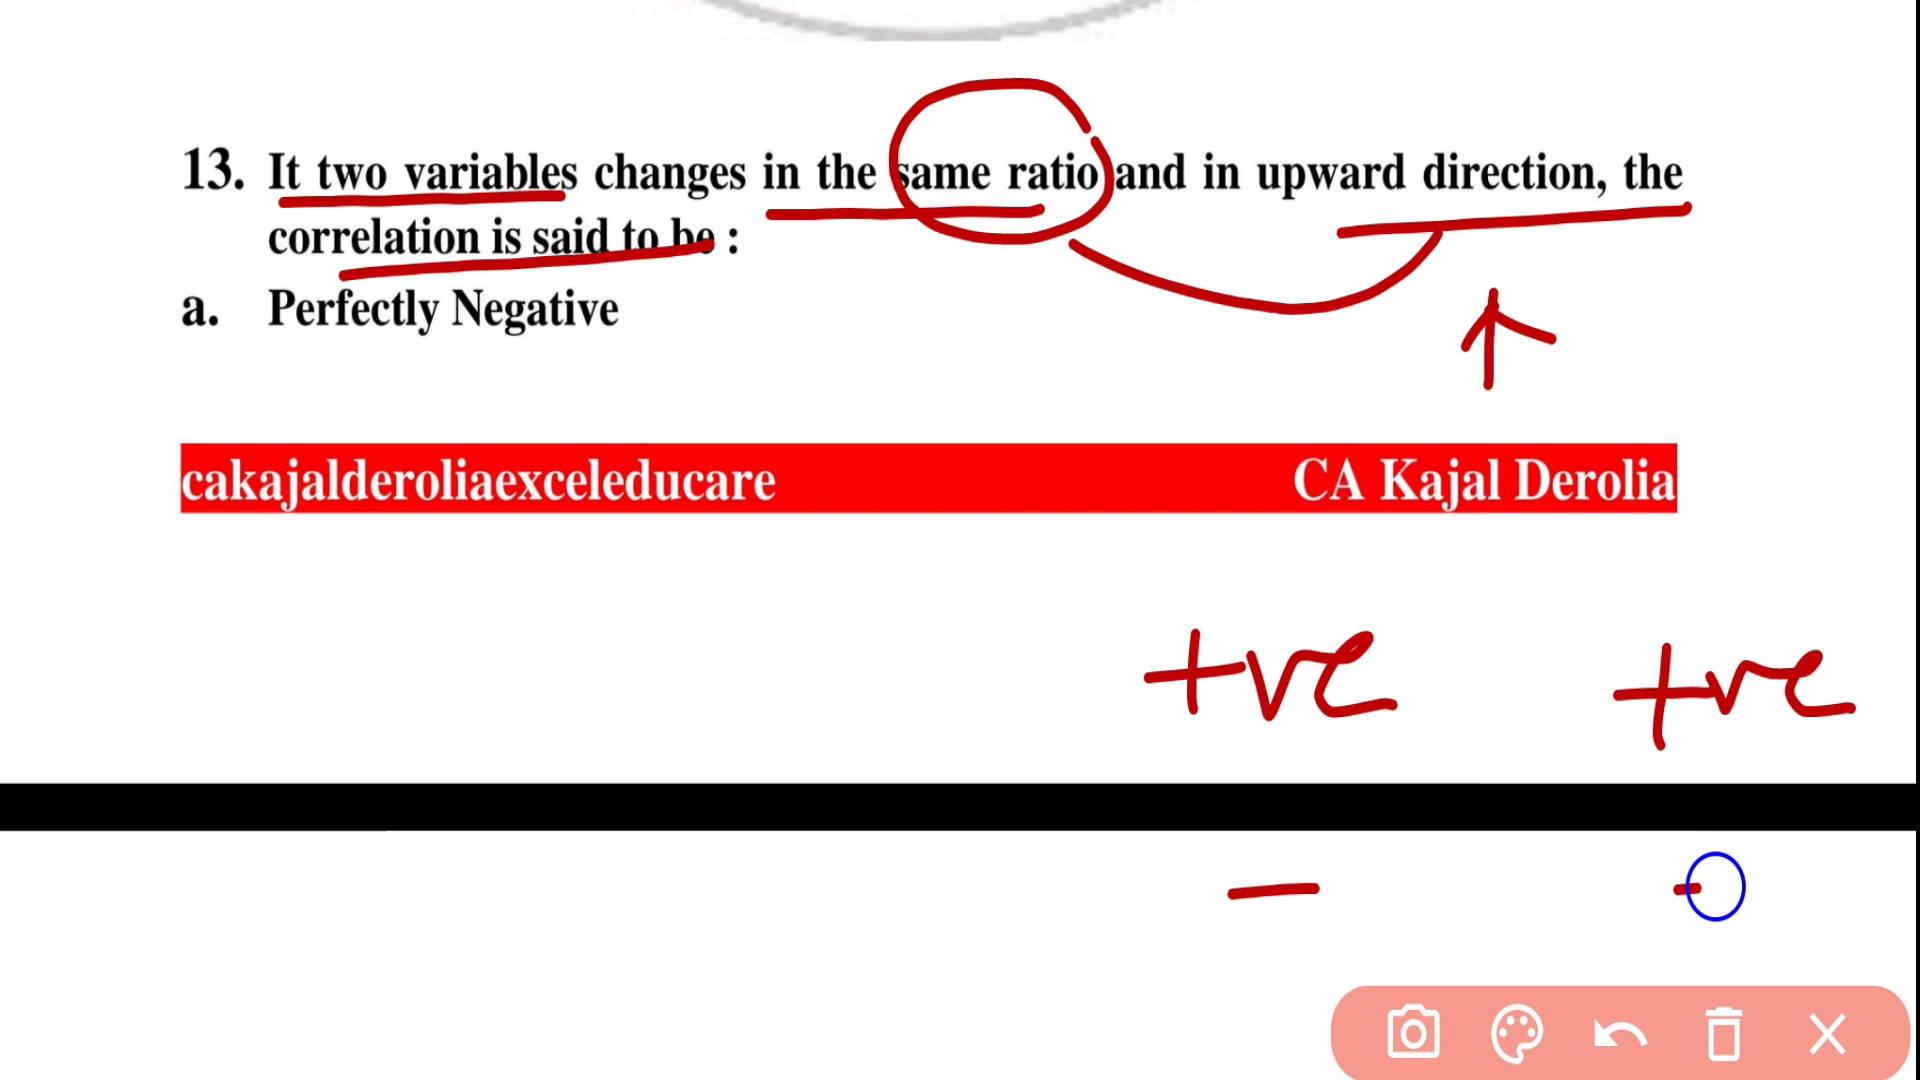 13. It two variables changes in the same ratio and in upward direction, the
correlation is said to be :
a. Perfectly Negative
cakajalderoliaexceleducare CA Kajal Derolia
+ve +ve
– -